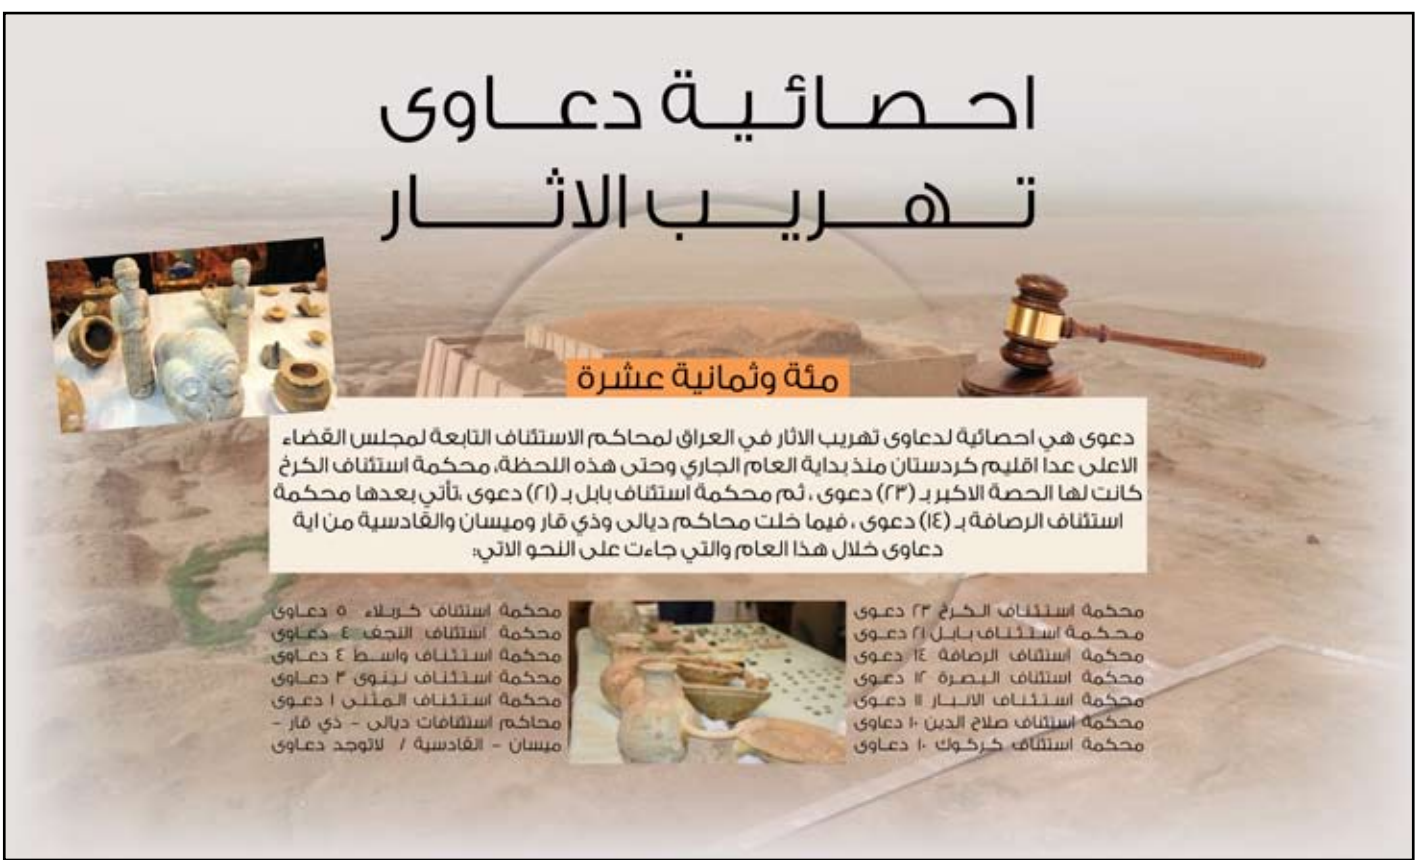 احصائية دعاوى
تهريب الاثار
مئة وثمانية عشرة
دعوى هي احصائية لدعاوى تهريب الاثار في العراق لمحاكم الاستئناف التابعة لمجلس القضاء
الاعلى عدا اقليم كردستان منذ بداية العام الجاري وحتى هذه اللحظة، محكمة استئناف الكرخ
كانت لها الحصة الاكبر بـ (٢٣) دعوى ، ثم محكمة استئناف بابل بـ (٢١) دعوى ،تأتي بعدها محكمة
استئناف الرصافة بـ (١٤) دعوى ، فيما خلت محاكم ديالى وذي قار وميسان والقادسية من اية
دعاوى خلال هذا العام والتي جاءت على النحو الاتي:
محكمة استئناف الكرخ ٢٣ دعوى
محكمة استئناف بابل ٢١ دعوى
محكمة استئناف الرصافة ١٤ دعوى
محكمة استئناف البصرة ١٢ دعوى
محكمة استئناف الانبار ١١ دعوى
محكمة استئناف صلاح الدين ١٠ دعاوى
محكمة استئناف كركوك ١٠ دعاوى
محكمة استئناف كربلاء ٥ دعاوى
محكمة استئناف النجف ٤ دعاوى
محكمة استئناف واسط ٤ دعاوى
محكمة استئناف نينوى ٣ دعاوى
محكمة استئناف المثنى ١ دعوى
محاكم استئنافات ديالى - ذي قار -
ميسان - القادسية / لاتوجد دعاوى